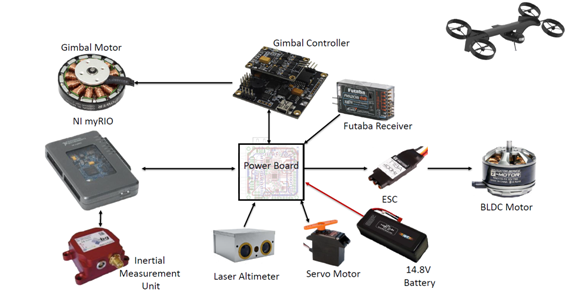 Gimbal Motor
Gimbal Controller
NI myRIO
Futaba
Futaba Receiver
Power Board
ESC
BLDC Motor
Inertial
Measurement
Unit
Laser Altimeter
Servo Motor
14.8V
Battery